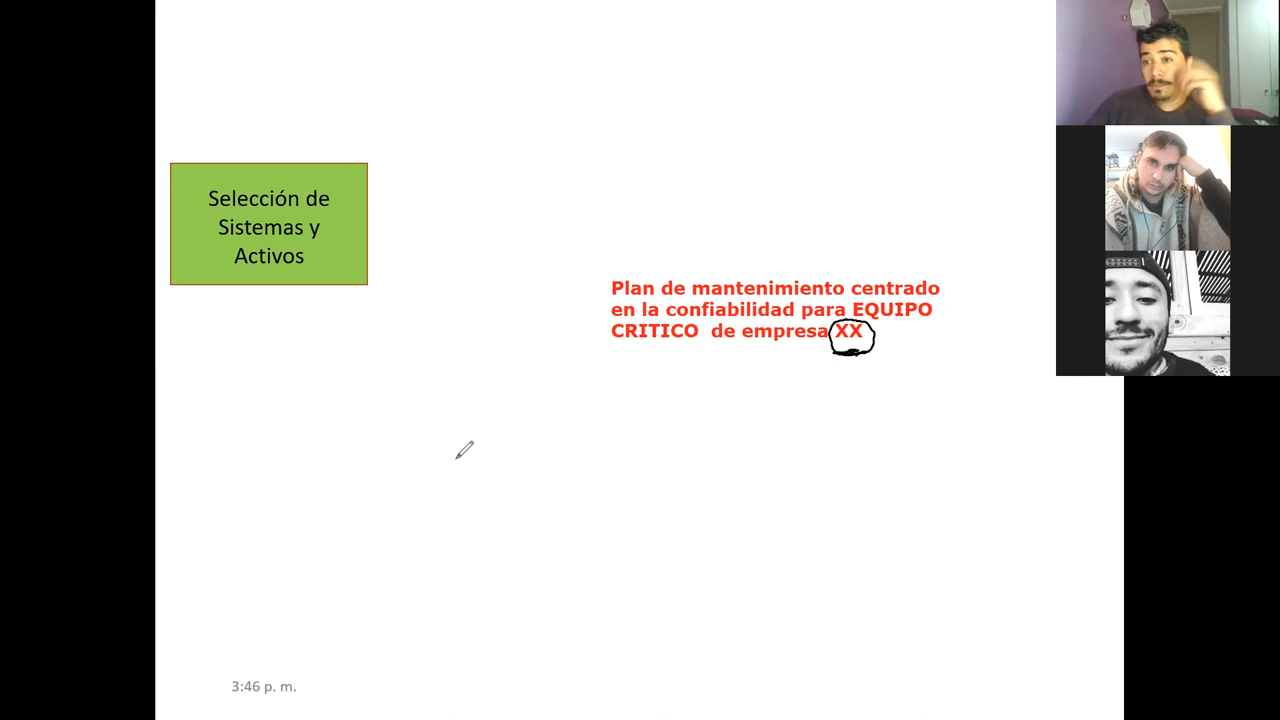 Selección de
Sistemas y
Activos
Plan de mantenimiento centrado
en la confiabilidad para EQUIPO
CRITICO  de empresa XX
3:46 p. m.